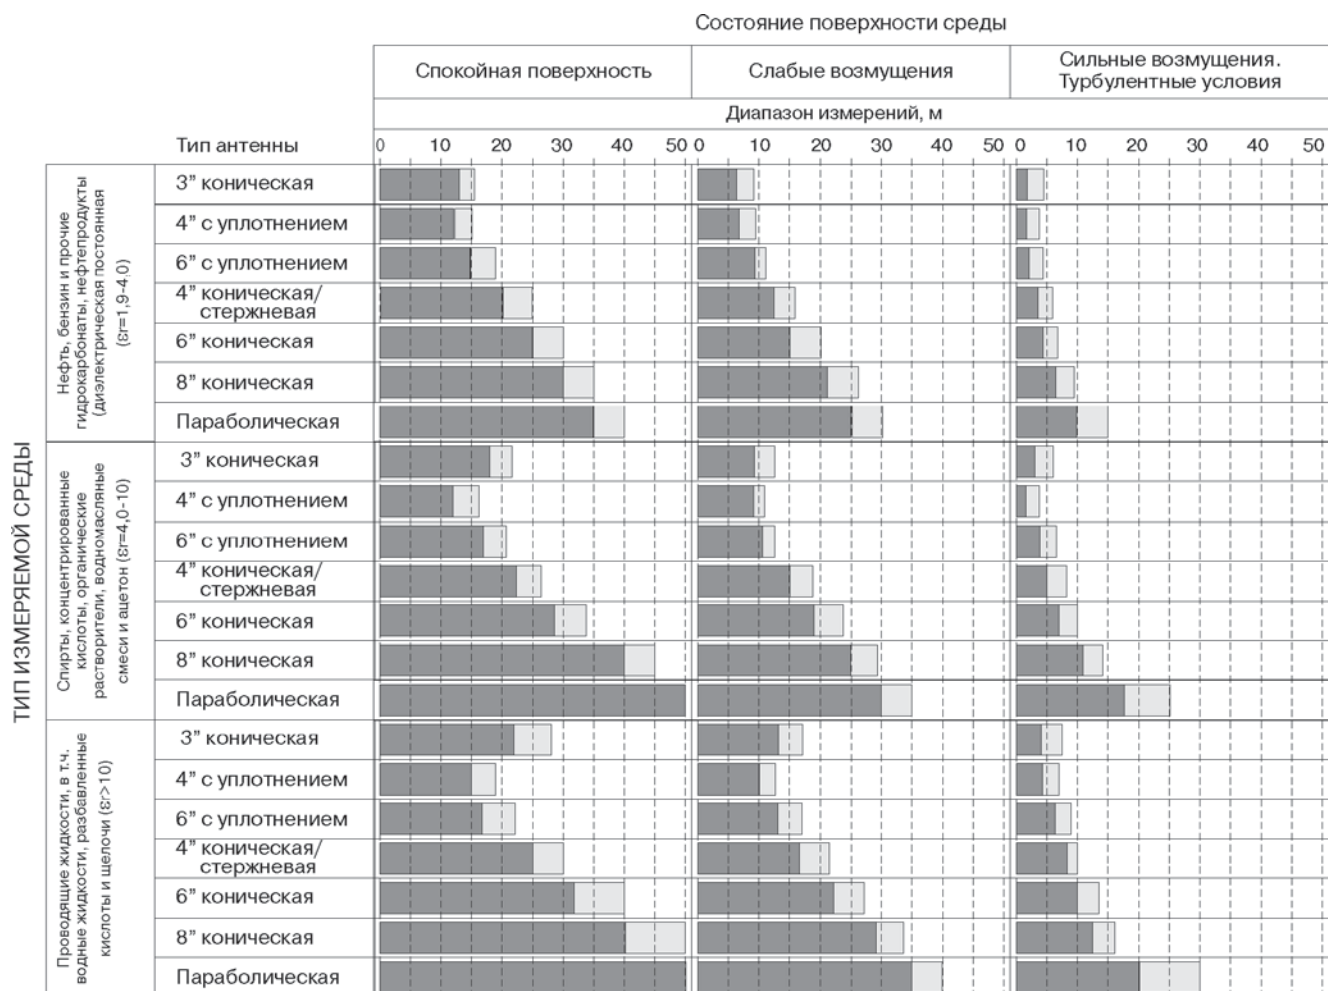 Состояние поверхности среды
Спокойная поверхность
Слабые возмущения
Сильные возмущения.
Турбулентные условия
Диапазон измерений, м
Тип антенны
0 10 20 30 40 50
0 10 20 30 40 50
0 10 20 30 40 50
ТИП ИЗМЕРЯЕМОЙ СРЕДЫ
Нефть, бензин и прочие
гидрокарбонаты, нефтепродукты
(диэлектрическая постоянная
(εr=1,9-4,0)
3” коническая
4” с уплотнением
6” с уплотнением
4” коническая/
стержневая
6” коническая
8” коническая
Параболическая
Спирты, концентрированные
кислоты, органические
растворители, водномасляные
смеси и ацетон (εr=4,0-10)
3” коническая
4” с уплотнением
6” с уплотнением
4” коническая/
стержневая
6” коническая
8” коническая
Параболическая
Проводящие жидкости, в т.ч.
водные жидкости, разбавленные
кислоты и щелочи (εr>10)
3” коническая
4” с уплотнением
6” с уплотнением
4” коническая/
стержневая
6” коническая
8” коническая
Параболическая